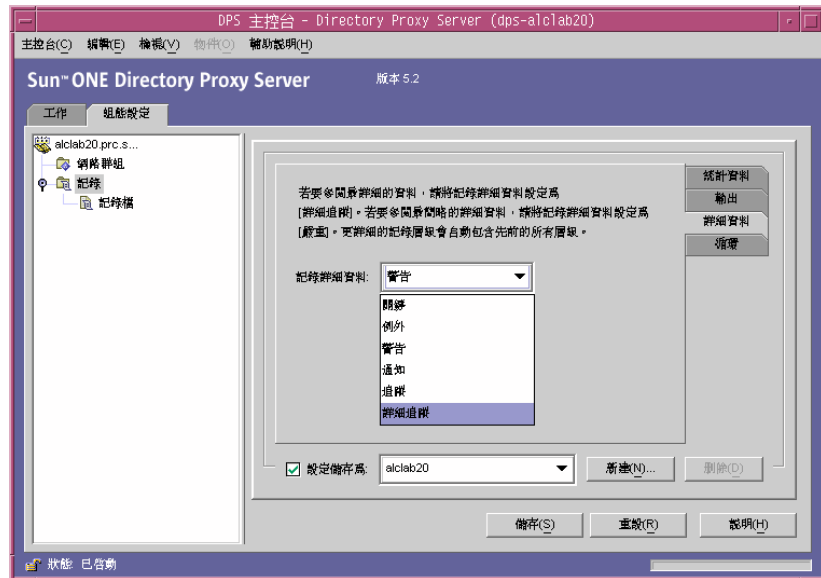 DPS 主控台 - Directory Proxy Server (dps-alclab20)
主控台(C) 編輯(E) 檢視(V) 物件(O) 輔助說明(H)
Sun™ ONE Directory Proxy Server 版本 5.2
工作 組態設定
alclab20.prc.s...
網路群組
記錄
記錄檔
統計資料
輸出
詳細資料
循環
若要參閱最詳細的資料，請將記錄詳細資料設定為
[詳細追蹤]。若要參閱最簡略的詳細資料，請將記錄詳細資料設定為
[嚴重]。更詳細的記錄層級會自動包含先前的所有層級。
記錄詳細資料: 警告
關鍵
例外
警告
通知
追蹤
詳細追蹤
設定儲存為: alclab20 新建(N)... 刪除(D)
儲存(S) 重設(R) 說明(H)
狀態: 已啓動